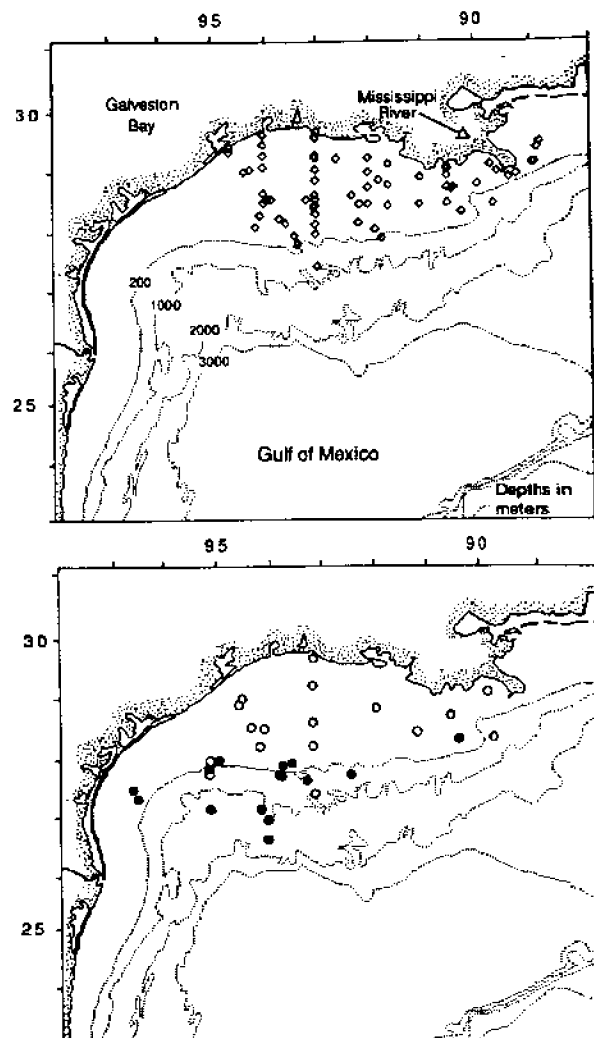 95 90
30
Galveston
Bay
Mississippi
River
200
1000
2000
3000
25
Gulf of Mexico
Depths in
meters
95 90
30
25